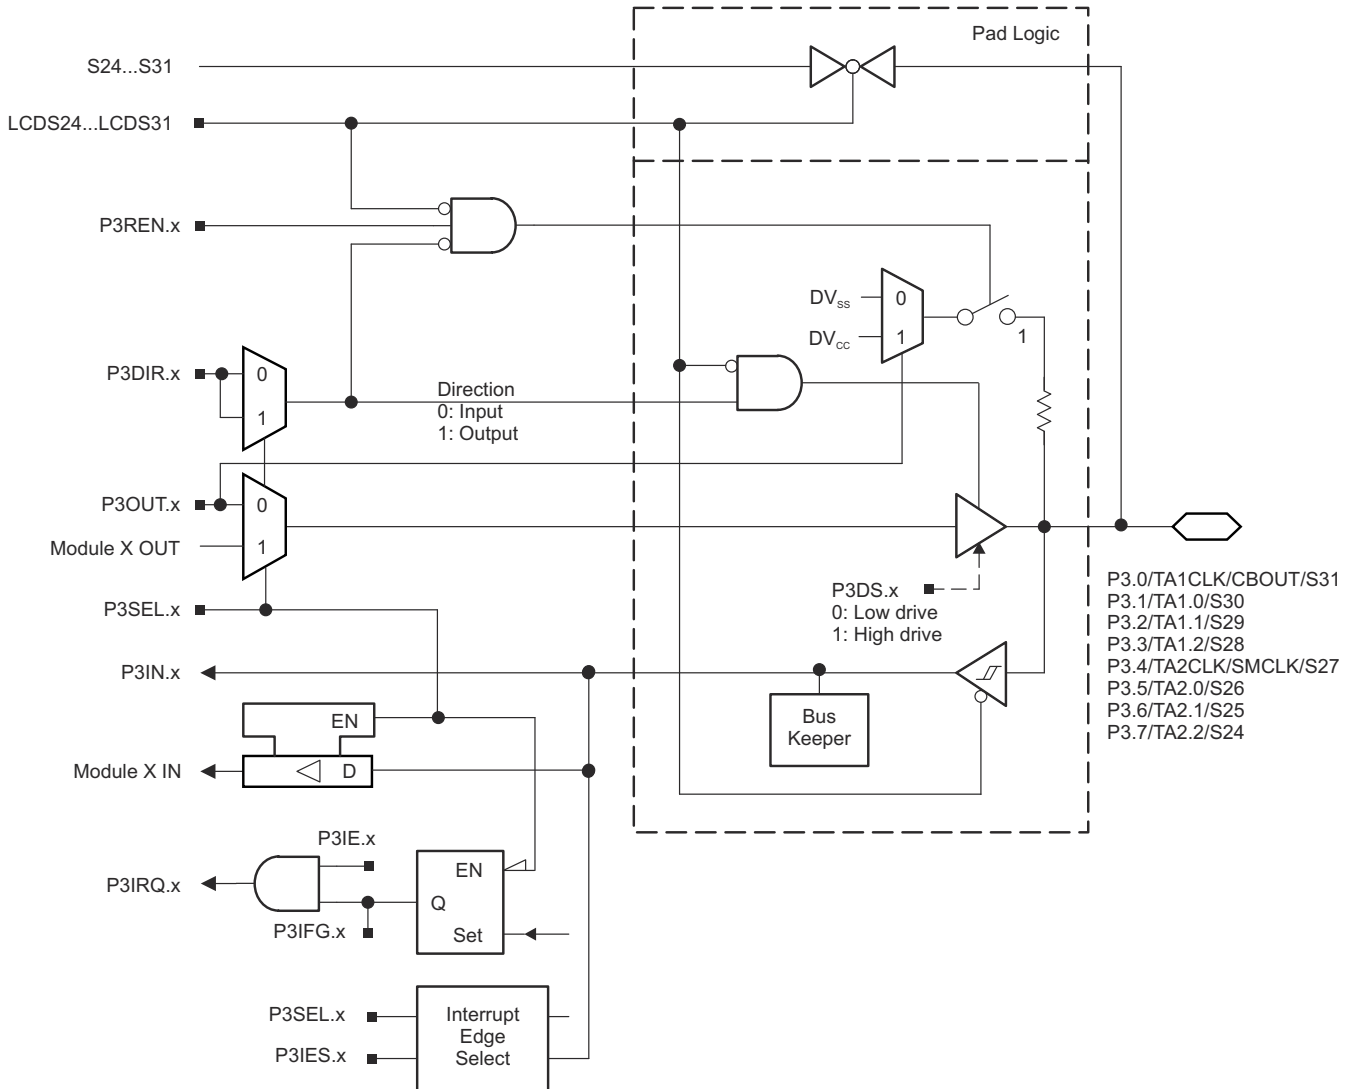 Pad Logic
S24...S31
LCDS24...LCDS31
P3REN.x
DVSS
0
DVCC
1
1
P3DIR.x
0
1
Direction
0: Input
1: Output
P3OUT.x
0
Module X OUT
1
P3DS.x
0: Low drive
1: High drive
P3SEL.x
P3.0/TA1CLK/CBOUT/S31
P3.1/TA1.0/S30
P3.2/TA1.1/S29
P3.3/TA1.2/S28
P3.4/TA2CLK/SMCLK/S27
P3.5/TA2.0/S26
P3.6/TA2.1/S25
P3.7/TA2.2/S24
P3IN.x
Bus
Keeper
EN
Module X IN
D
P3IE.x
P3IRQ.x
EN
Q
P3IFG.x
Set
P3SEL.x
P3IES.x
Interrupt
Edge
Select